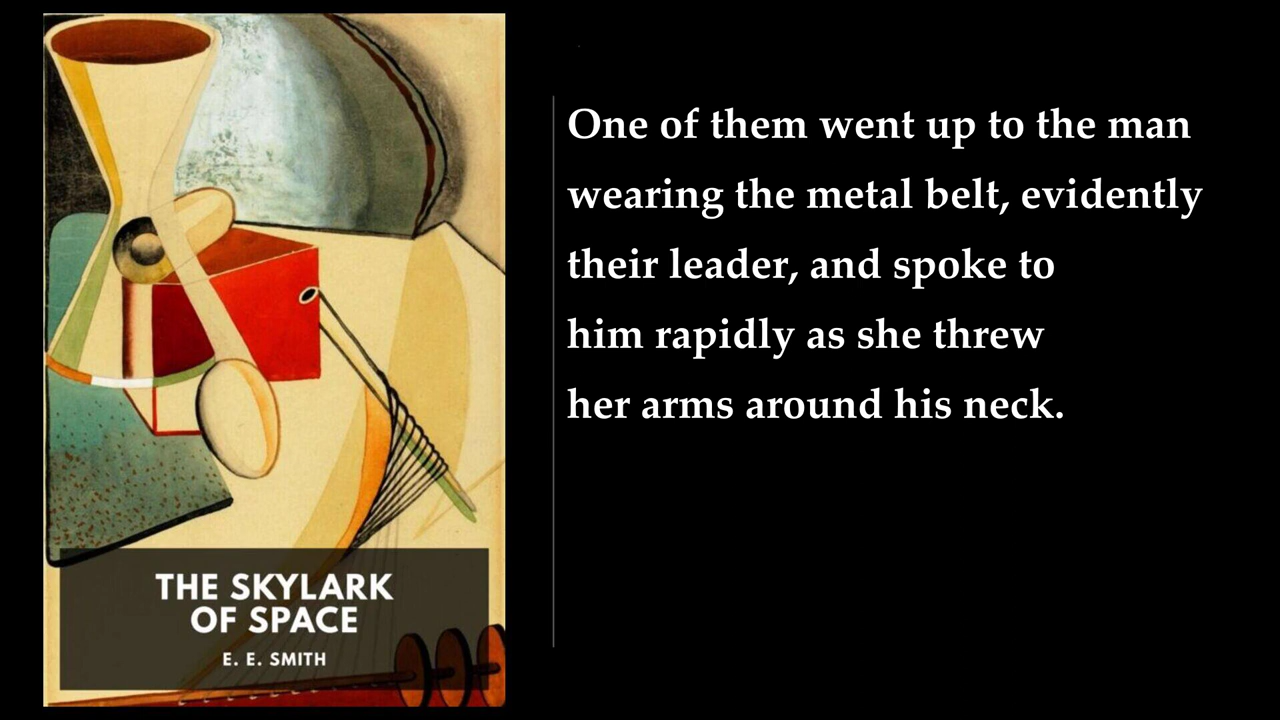 THE SKYLARK
OF SPACE
E. E. SMITH
One of them went up to the man
wearing the metal belt, evidently
their leader, and spoke to
him rapidly as she threw
her arms around his neck.